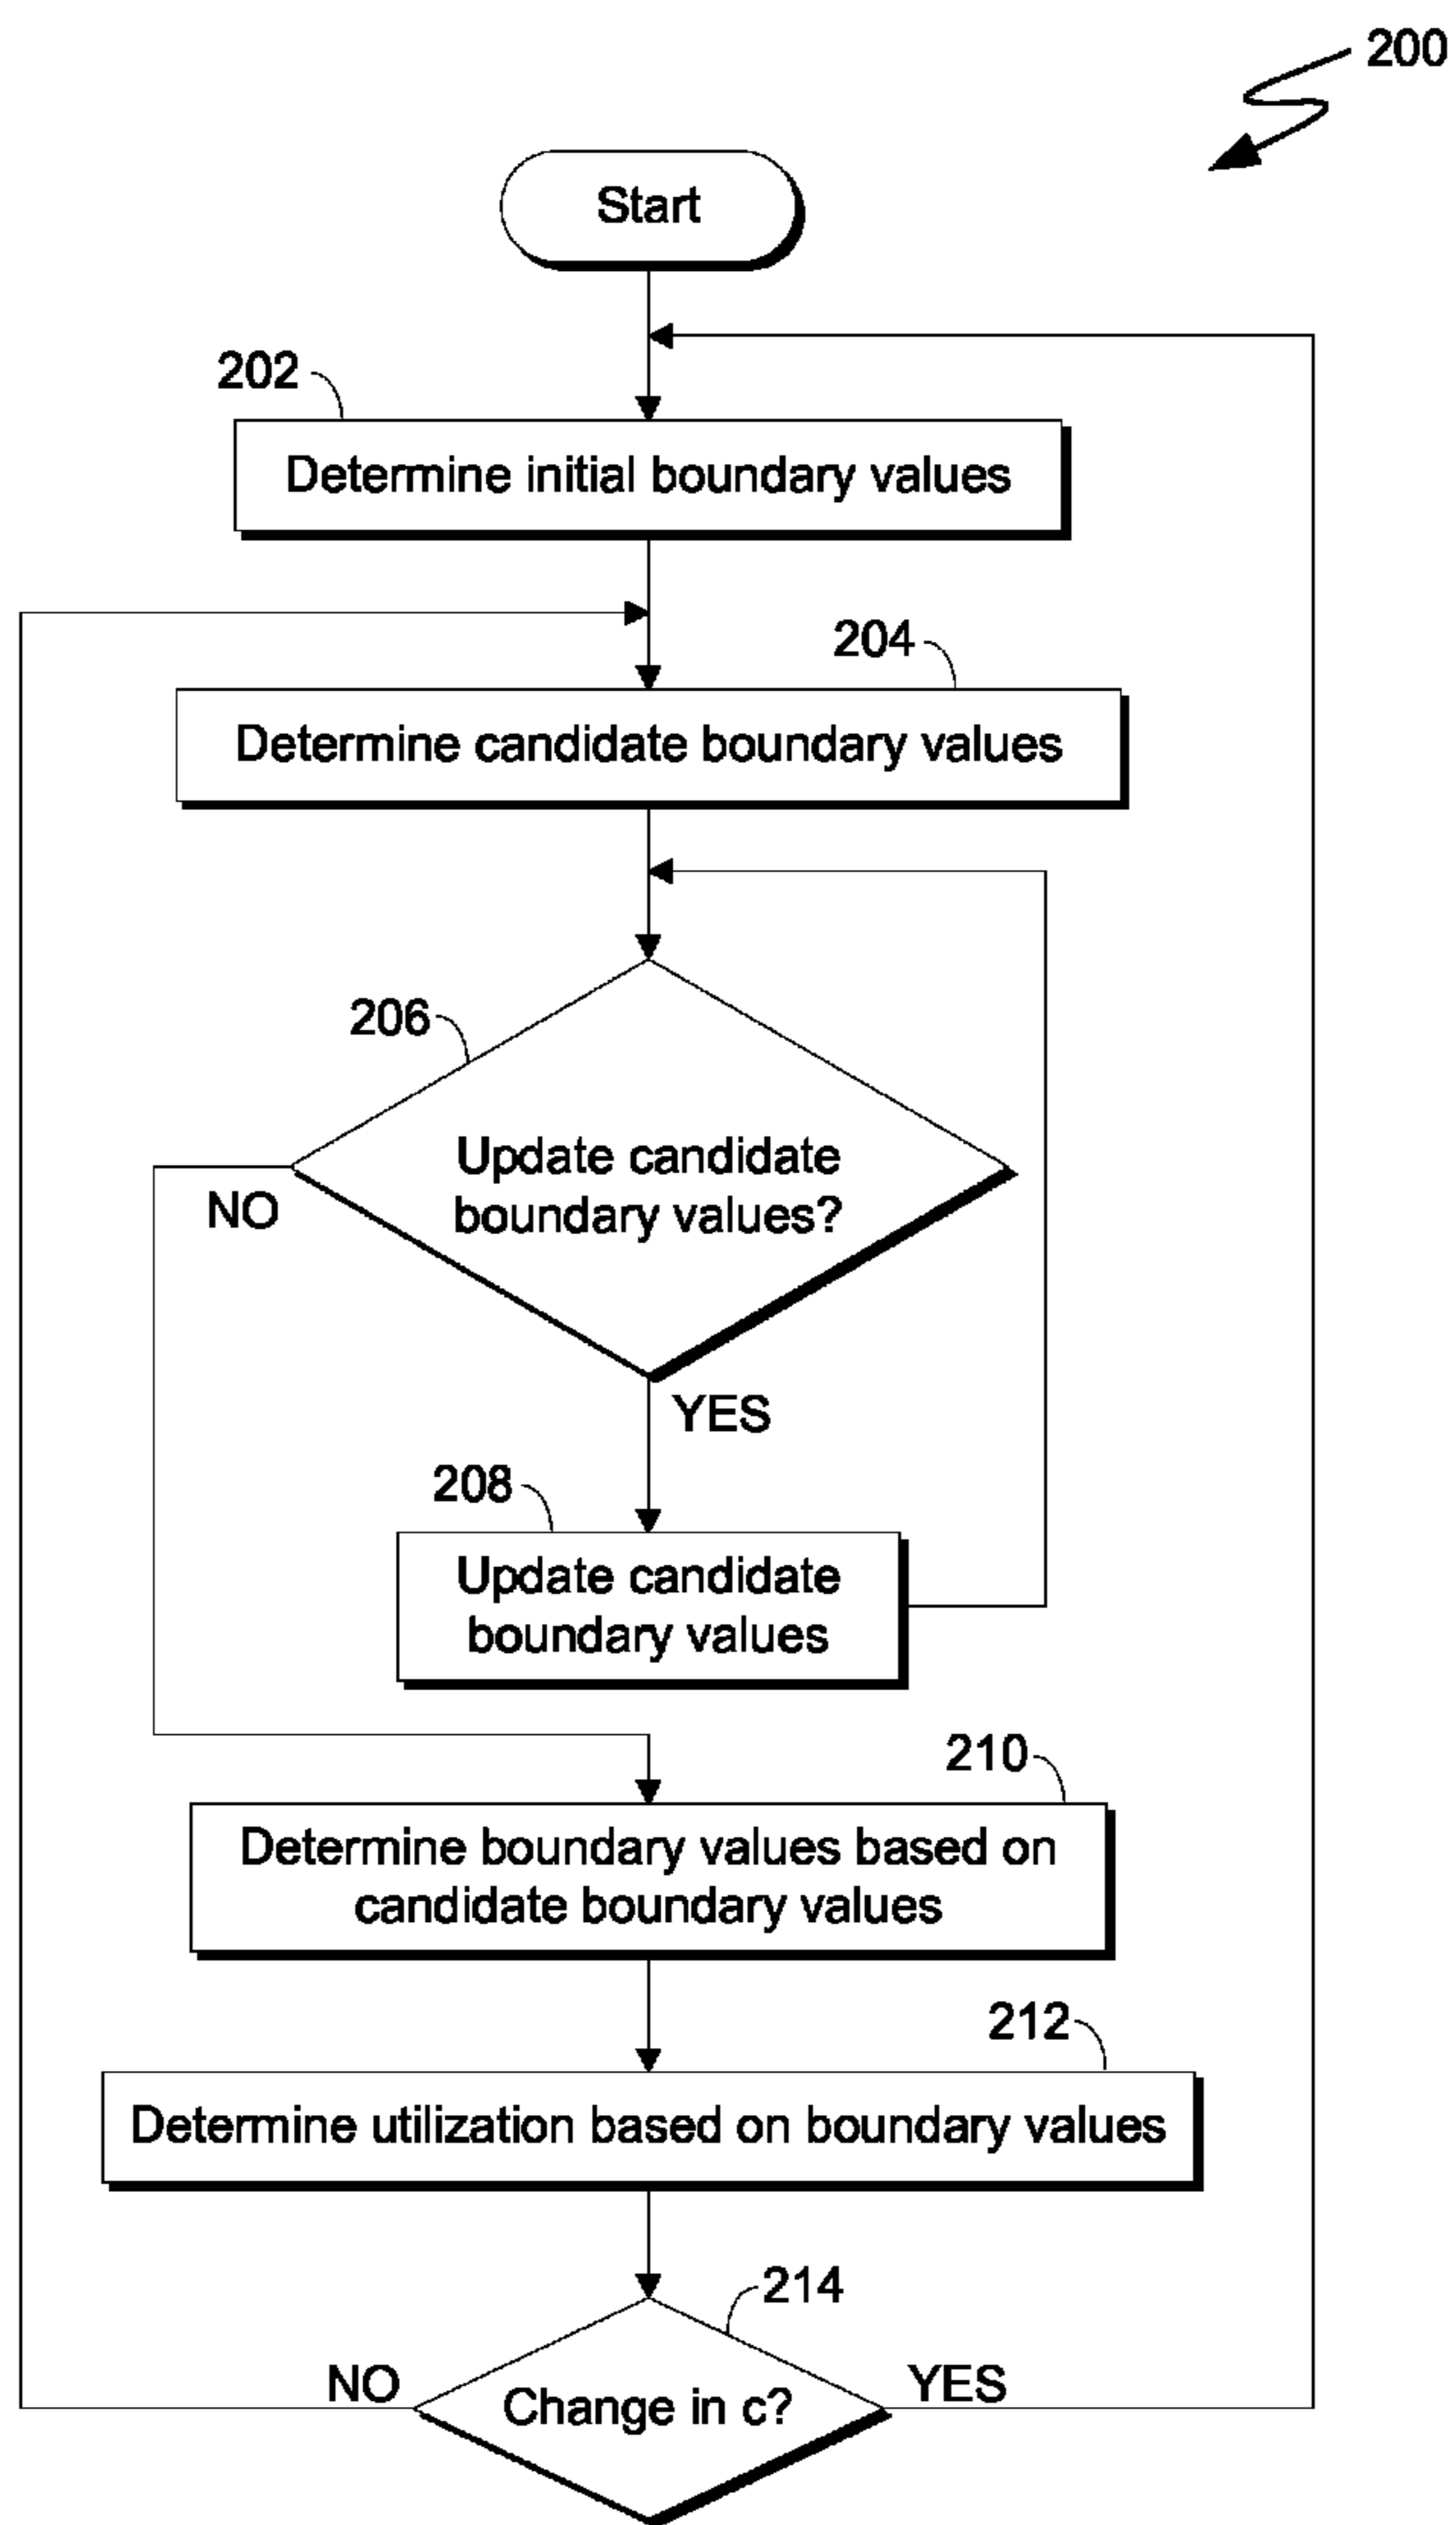 200
Start
202
Determine initial boundary values
204
Determine candidate boundary values
206
Update candidate
boundary values?
NO
YES
208
Update candidate
boundary values
210
Determine boundary values based on
candidate boundary values
212
Determine utilization based on boundary values
214
NO
YES
Change in c?